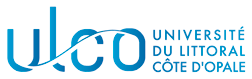 ulco
UNIVERSITÉ
DU LITTORAL
CÔTE D'OPALE